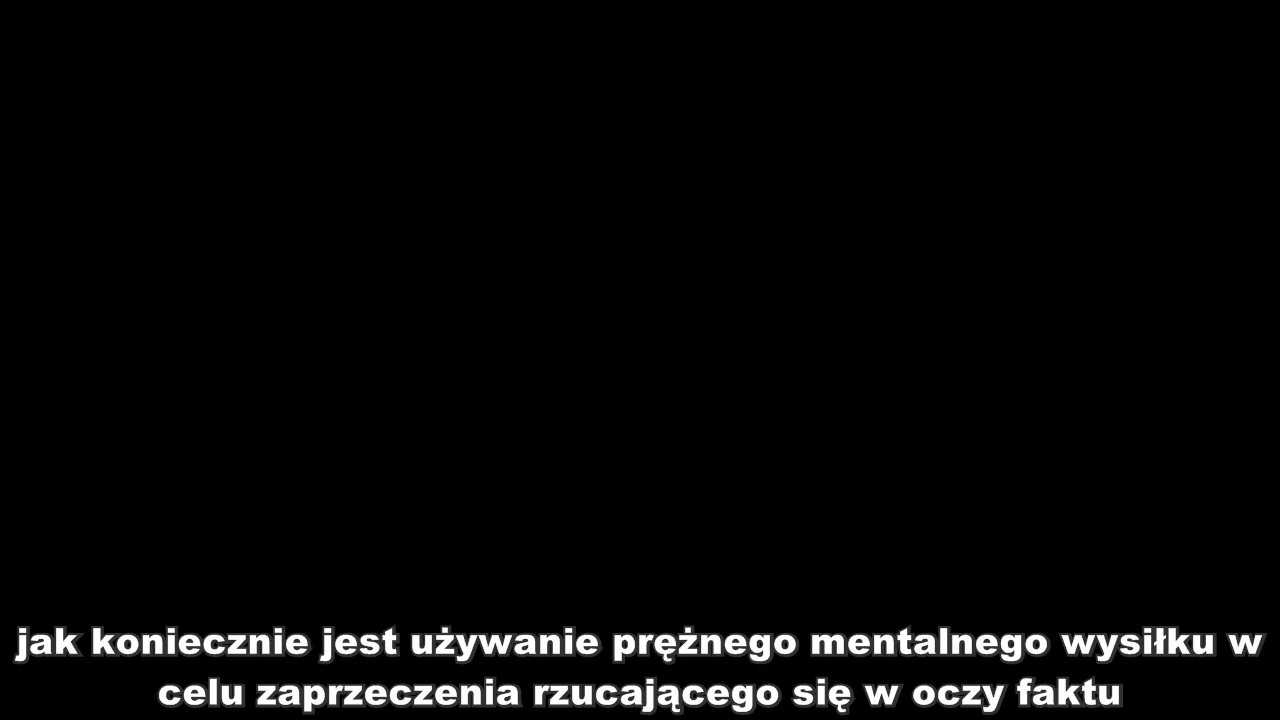 jak koniecznie jest używanie prężnego mentalnego wysiłku w
celu zaprzeczenia rzucającego się w oczy faktu